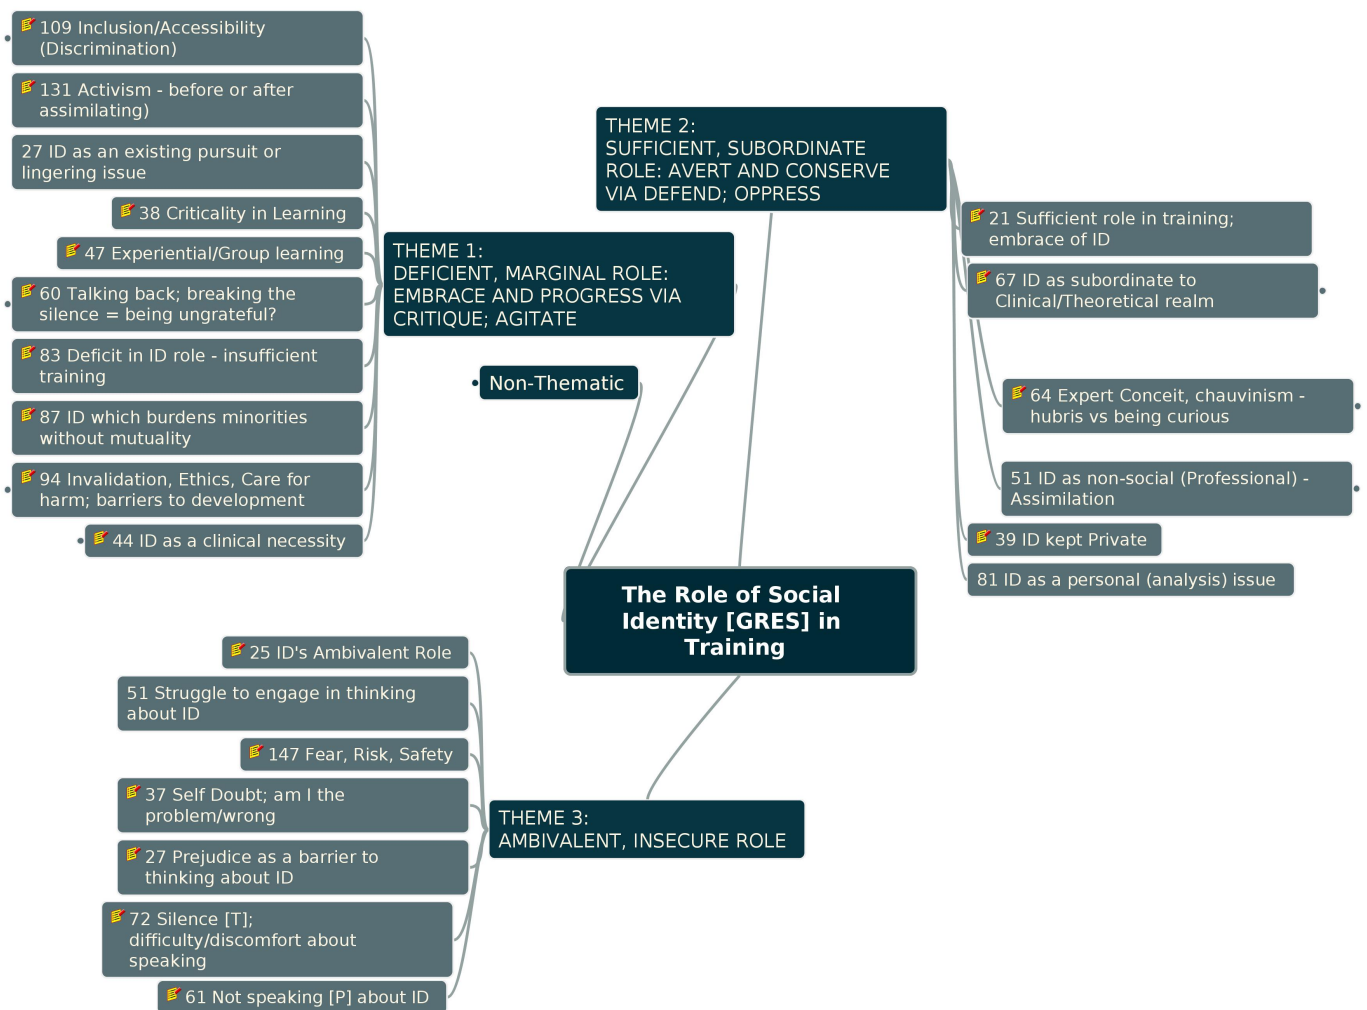 109 Inclusion/Accessibility
(Discrimination)
131 Activism - before or after
assimilating)
27 ID as an existing pursuit or
lingering issue
38 Criticality in Learning
47 Experiential/Group learning
60 Talking back; breaking the
silence = being ungrateful?
83 Deficit in ID role - insufficient
training
87 ID which burdens minorities
without mutuality
94 Invalidation, Ethics, Care for
harm; barriers to development
44 ID as a clinical necessity
THEME 1:
DEFICIENT, MARGINAL ROLE:
EMBRACE AND PROGRESS VIA
CRITIQUE; AGITATE
Non-Thematic
THEME 2:
SUFFICIENT, SUBORDINATE
ROLE: AVERT AND CONSERVE
VIA DEFEND; OPPRESS
21 Sufficient role in training;
embrace of ID
67 ID as subordinate to
Clinical/Theoretical realm
64 Expert Conceit, chauvinism -
hubris vs being curious
51 ID as non-social (Professional) -
Assimilation
39 ID kept Private
81 ID as a personal (analysis) issue
The Role of Social
Identity [GRES] in
Training
25 ID's Ambivalent Role
51 Struggle to engage in thinking
about ID
147 Fear, Risk, Safety
37 Self Doubt; am I the
problem/wrong
27 Prejudice as a barrier to
thinking about ID
72 Silence [T];
difficulty/discomfort about
speaking
61 Not speaking [P] about ID
THEME 3:
AMBIVALENT, INSECURE ROLE